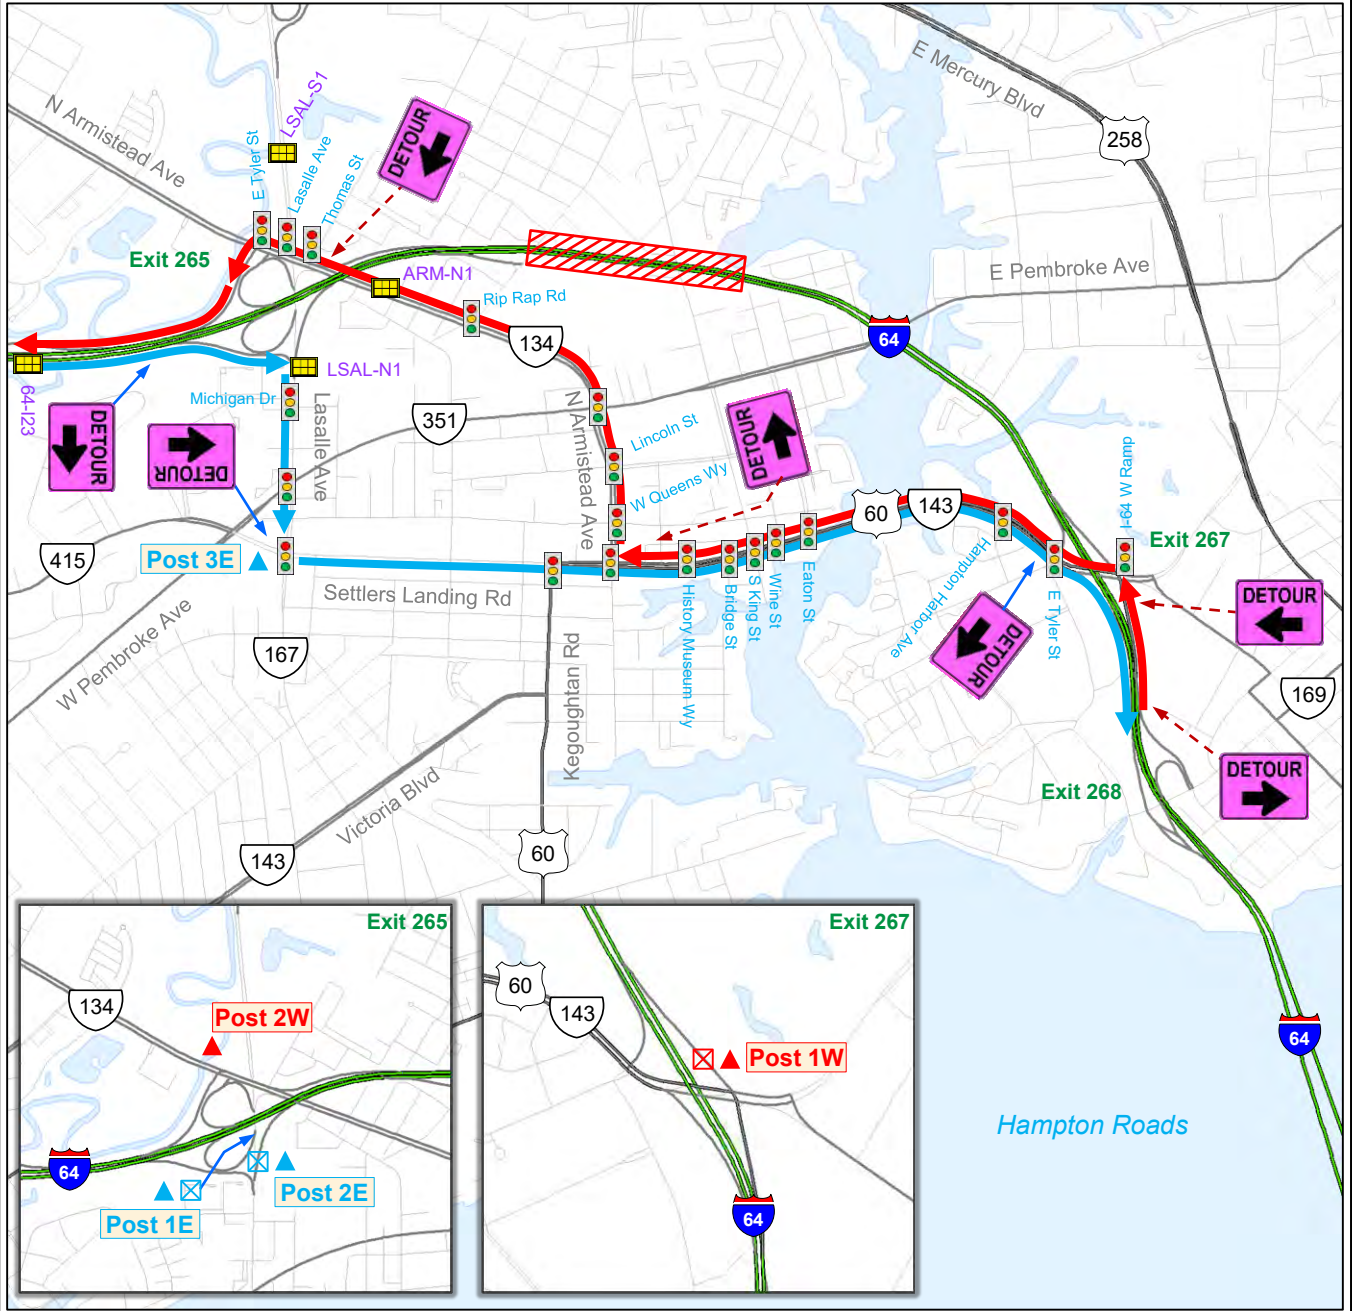 E Mercury Blvd
258
N Armistead Ave
LSAL-S1
E Tyler St
Lasalle Ave
Thomas St
DETOUR
Exit 265
ARM-N1
Rip Rap Rd
134
E Pembroke Ave
64
64-I23
LSAL-N1
Michigan Dr
Lasalle Ave
DETOUR
DETOUR
351
N Armistead Ave
Lincoln St
W Queens Wy
DETOUR
60
143
I-64 W Ramp
Exit 267
415
Post 3E
Settlers Landing Rd
W Pembroke Ave
167
History Museum Wy
Bridge St
S King St
Wine St
Eaton St
Hampton Harbor Ave
E Tyler St
DETOUR
DETOUR
169
Kegoughtan Rd
Victoria Blvd
143
60
Exit 268
DETOUR
Exit 265
134
Post 2W
64
Post 1E
Post 2E
Exit 267
60
143
Post 1W
64
64
Hampton Roads